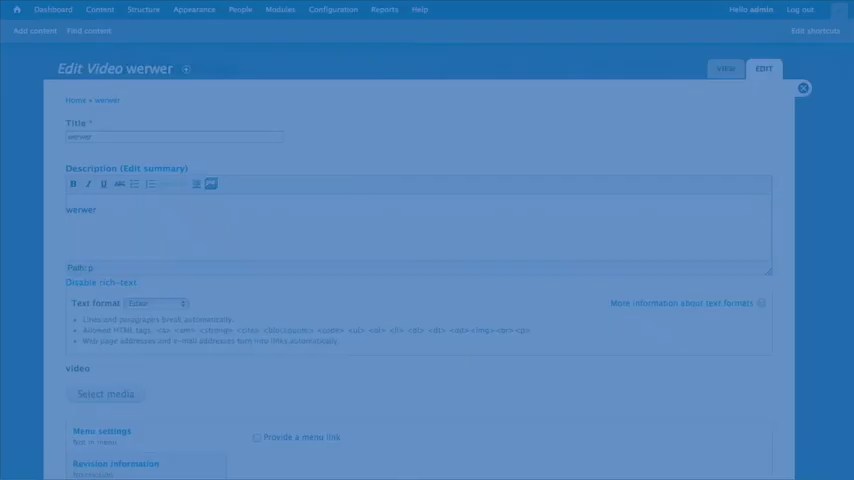 Dashboard Content Structure Appearance People Modules Configuration Reports Help Hello admin Log out
Add content Find content Edit shortcuts
Edit Video werwer VIEW EDIT
Home » werwer
Title *
werwer
Description (Edit summary)
B I U ABC
werwer
Path: p
Disable rich-text
Text format Editor More information about text formats
Lines and paragraphs break automatically.
Allowed HTML tags: <a> <em> <strong> <cite> <blockquote> <code> <ul> <ol> <li> <dl> <dt> <dd> <img> <br> <p>
Web page addresses and e-mail addresses turn into links automatically.
video
Select media
Menu settings
Not in menu
Provide a menu link
Revision information